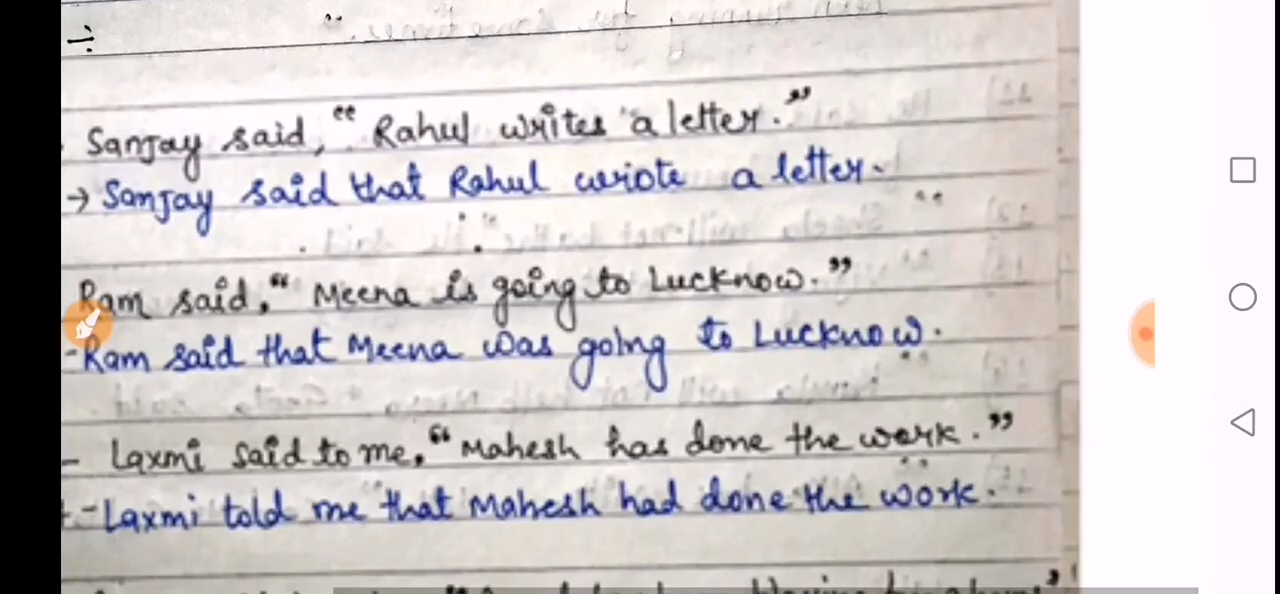 ÷
Sanjay said, “Rahul writes a letter.”
→ Sanjay said that Rahul wrote a letter.
Ram said, “Meena is going to Lucknow.”
- Ram said that Meena was going to Lucknow.
- Laxmi said to me, “Mahesh has done the work.”
- Laxmi told me that Mahesh had done the work.